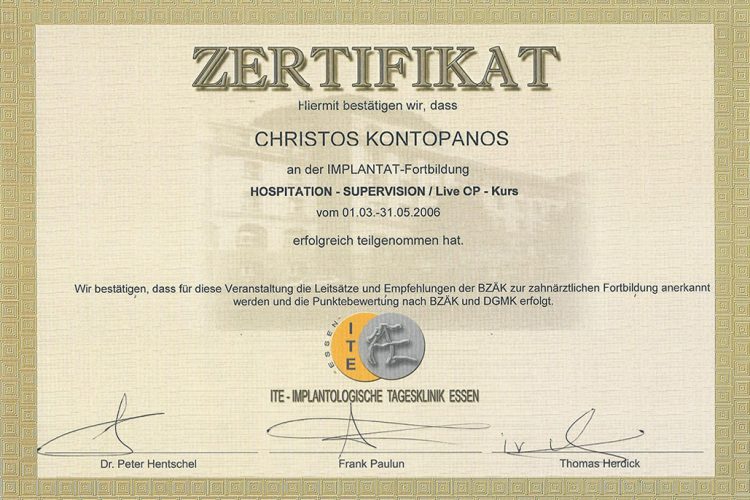 ZERTIFIKAT
Hiermit bestätigen wir, dass
CHRISTOS KONTOPANOS
an der IMPLANTAT-Fortbildung
HOSPITATION - SUPERVISION / Live OP - Kurs
vom 01.03.-31.05.2006
erfolgreich teilgenommen hat.
Wir bestätigen, dass für diese Veranstaltung die Leitsätze und Empfehlungen der BZÄK zur zahnärztlichen Fortbildung anerkannt
werden und die Punktebewertung nach BZÄK und DGMK erfolgt.
·ESSEN·
ITE
ITE - IMPLANTOLOGISCHE TAGESKLINIK ESSEN
Dr. Peter Hentschel
Frank Paulun
Thomas Herdick